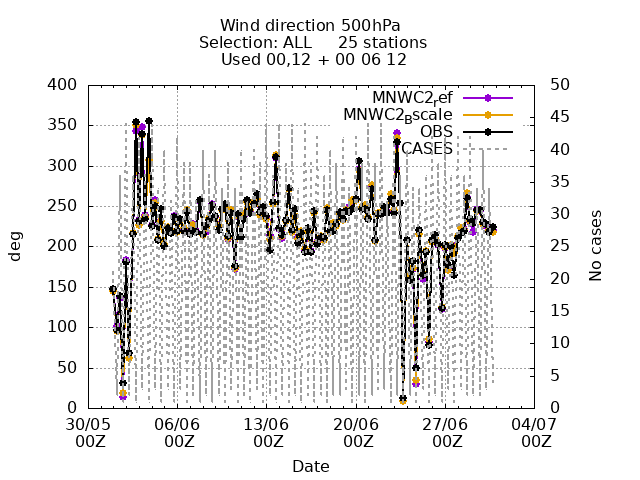 Wind direction 500hPa
Selection: ALL 25 stations
Used 00,12 + 00 06 12
400 50
MNWC2ref
350 45
MNWC2Bscale
OBS
300 40
CASES
35
250 30
deg
200 25
No cases
150 20
15
100 10
50 5
0 0
30/05 06/06 13/06 20/06 27/06 04/07
00Z 00Z 00Z 00Z 00Z 00Z
Date